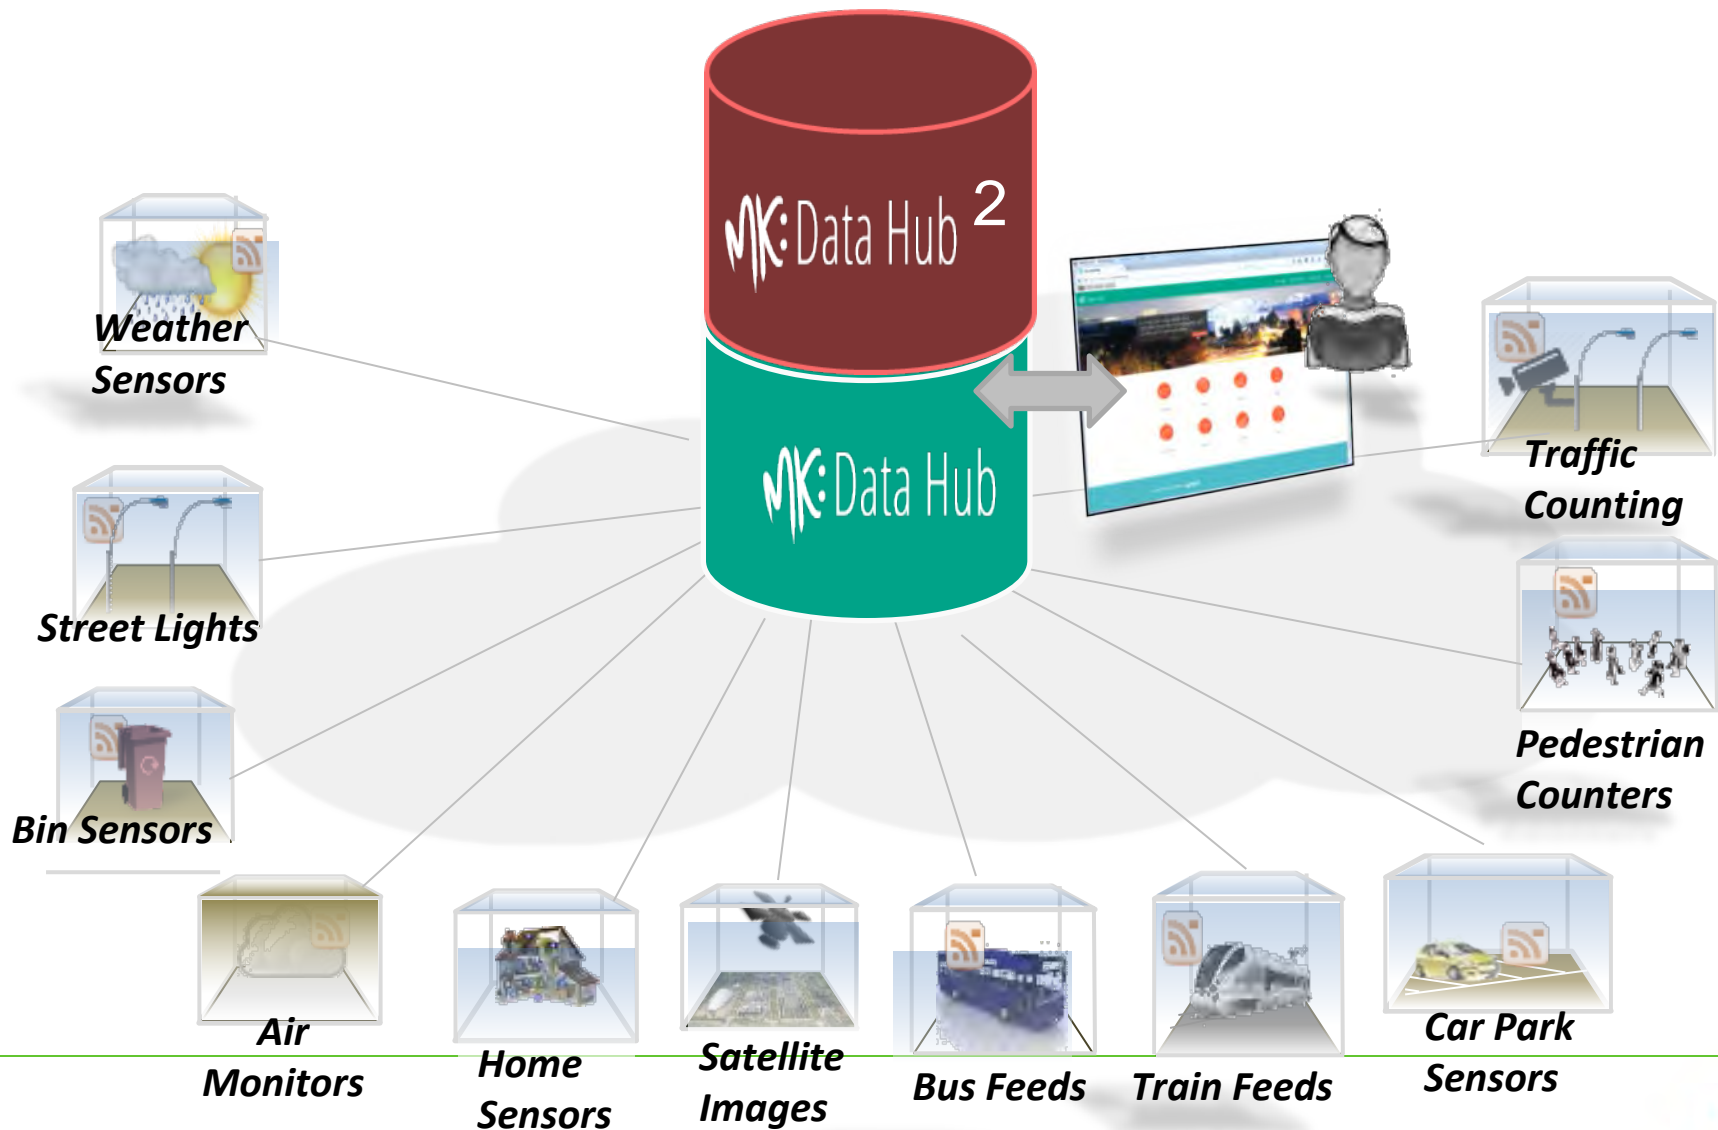 MK:Data Hub 2
MK:Data Hub
Weather
Sensors
Street Lights
Bin Sensors
Air
Monitors
Home
Sensors
Satellite
Images
Bus Feeds
Train Feeds
Car Park
Sensors
Pedestrian
Counters
Traffic
Counting